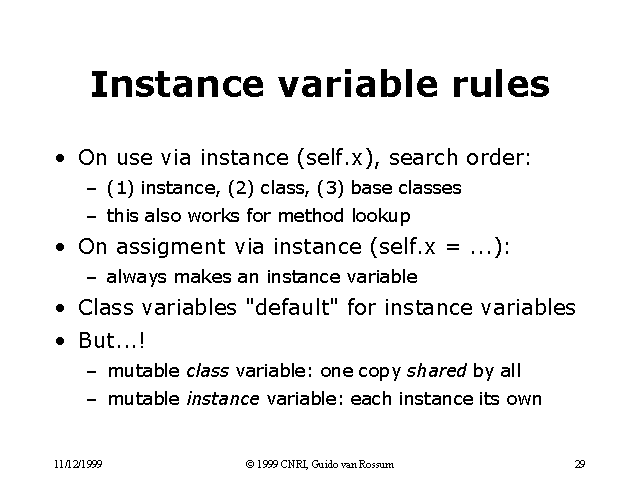 Instance variable rules
• On use via instance (self.x), search order:
– (1) instance, (2) class, (3) base classes
– this also works for method lookup
• On assigment via instance (self.x = ...):
– always makes an instance variable
• Class variables "default" for instance variables
• But...!
– mutable class variable: one copy shared by all
– mutable instance variable: each instance its own
11/12/1999 © 1999 CNRI, Guido van Rossum 29